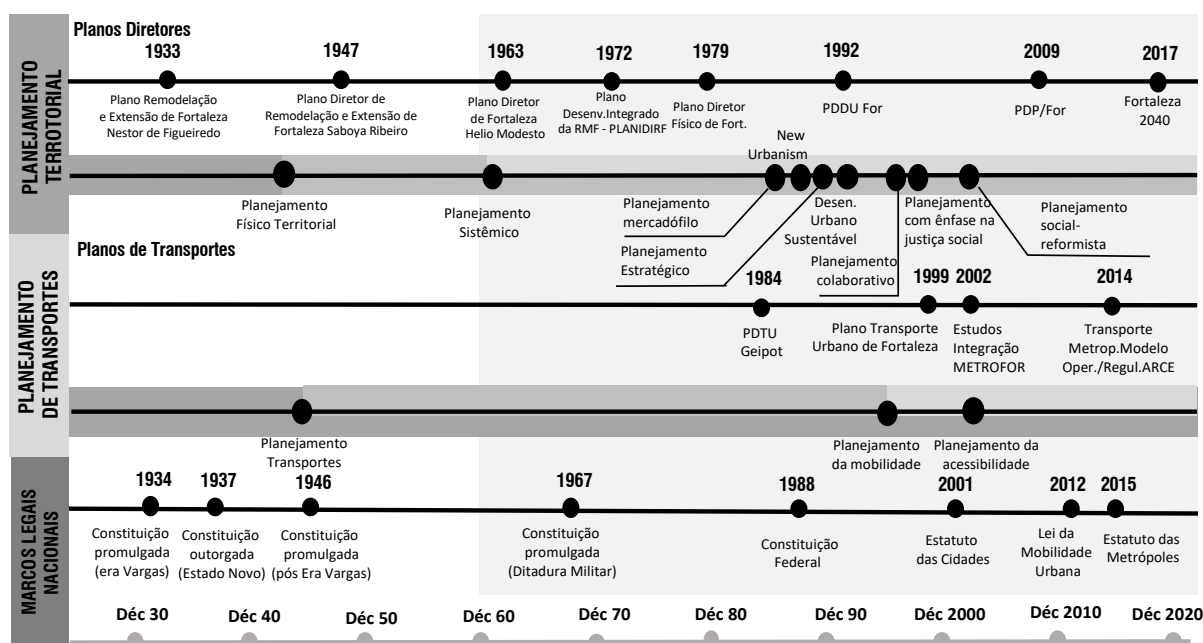 PLANEJAMENTO
TERROTORIAL
Planos Diretores
1933
Plano Remodelação
e Extensão de Fortaleza
Nestor de Figueiredo
1947
Plano Diretor de
Remodelação e Extensão de
Fortaleza Saboya Ribeiro
1963
Plano Diretor
de Fortaleza
Helio Modesto
1972
Plano
Desenv.Integrado
da RMF - PLANIDIRF
1979
Plano Diretor
Físico de Fort.
1992
PDDU For
2009
PDP/For
2017
Fortaleza
2040
Planejamento
Físico Territorial
Planejamento
Sistêmico
Planejamento
mercadófilo
New
Urbanism
Planejamento
Estratégico
Desen.
Urbano
Sustentável
Planejamento
colaborativo
Planejamento
com ênfase na
justiça social
Planejamento
social-
reformista
PLANEJAMENTO
DE TRANSPORTES
Planos de Transportes
1984
PDTU
Geipot
1999
Plano Transporte
Urbano de Fortaleza
2002
Estudos
Integração
METROFOR
2014
Transporte
Metrop.Modelo
Oper./Regul.ARCE
Planejamento
Transportes
Planejamento
da mobilidade
Planejamento da
acessibilidade
MARCOS LEGAIS
NACIONAIS
1934
Constituição
promulgada
(era Vargas)
1937
Constituição
outorgada
(Estado Novo)
1946
Constituição
promulgada
(pós Era Vargas)
1967
Constituição
promulgada
(Ditadura Militar)
1988
Constituição
Federal
2001
Estatuto
das Cidades
2012
Lei da
Mobilidade
Urbana
2015
Estatuto das
Metrópoles
Déc 30
Déc 40
Déc 50
Déc 60
Déc 70
Déc 80
Déc 90
Déc 2000
Déc 2010
Déc 2020